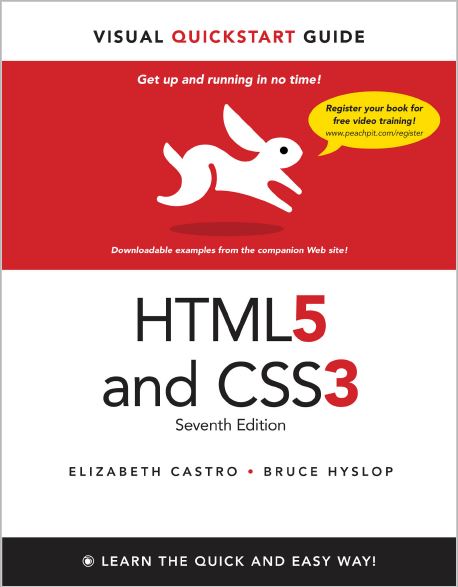 VISUAL QUICKSTART GUIDE
Get up and running in no time!
Register your book for
free video training!
www.peachpit.com/register
Downloadable examples from the companion Web site!
HTML5
and CSS3
Seventh Edition
ELIZABETH CASTRO • BRUCE HYSLOP
LEARN THE QUICK AND EASY WAY!